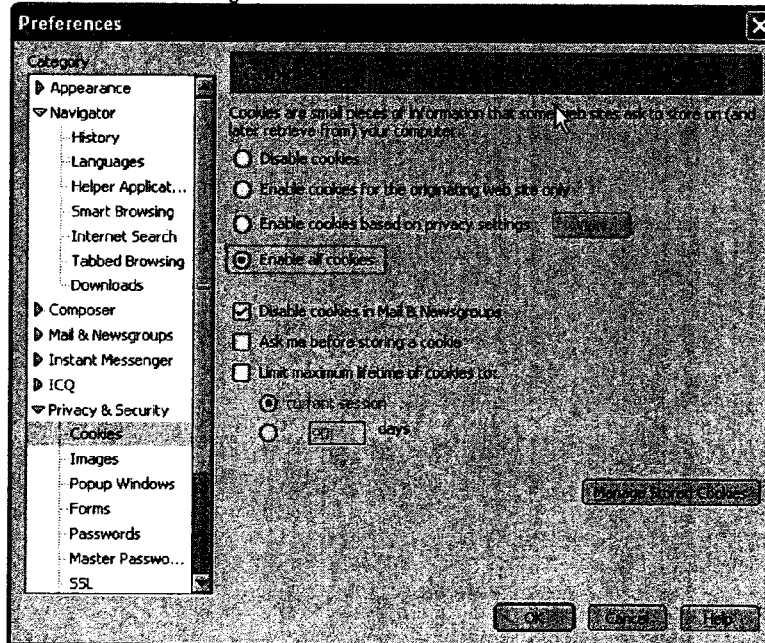 Preferences
Category
Appearance
Navigator
History
Languages
Helper Applicat...
Smart Browsing
Internet Search
Tabbed Browsing
Downloads
Composer
Mail & Newsgroups
Instant Messenger
ICQ
Privacy & Security
Cookies
Images
Popup Windows
Forms
Passwords
Master Passwo...
SSL
Cookies are small pieces of information that some web sites ask to store on (and
later retrieve from) your computer.
Disable cookies
Enable cookies for the originating web site only
Enable cookies based on privacy settings
Enable all cookies
Disable cookies in Mail & Newsgroups
Ask me before storing a cookie
Limit maximum lifetime of cookies to:
current session
90 days
Manage Stored Cookies
OK Cancel Help